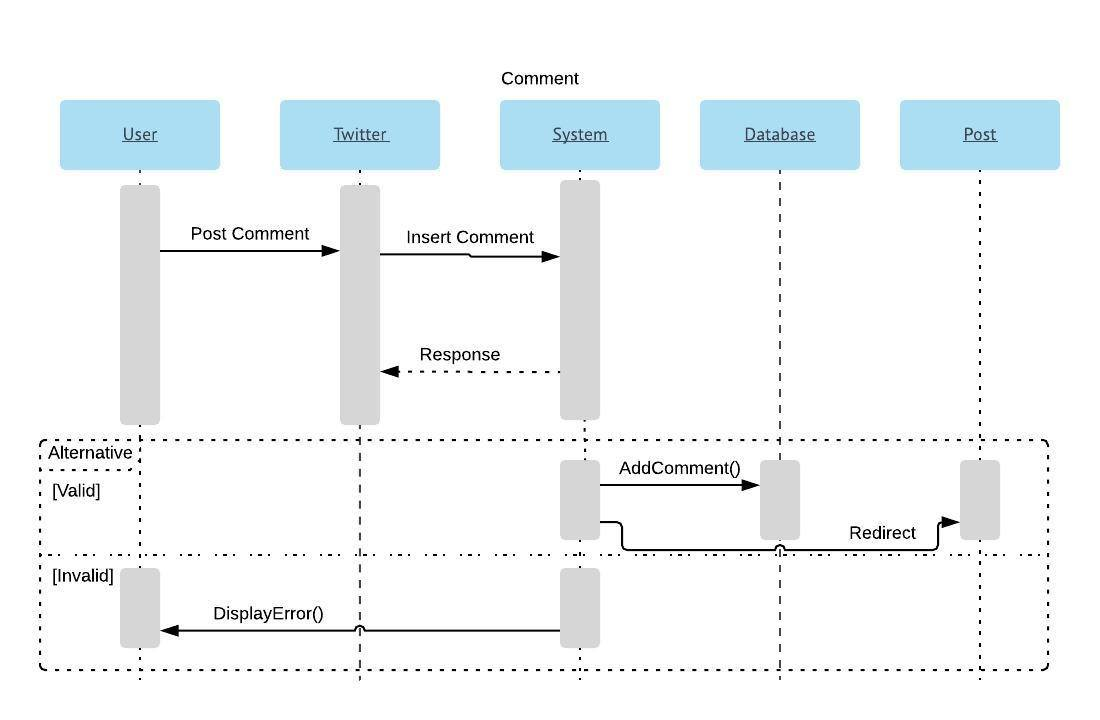 Comment
User
Twitter
System
Database
Post
Post Comment
Insert Comment
Response
Alternative
AddComment()
[Valid]
Redirect
[Invalid]
DisplayError()